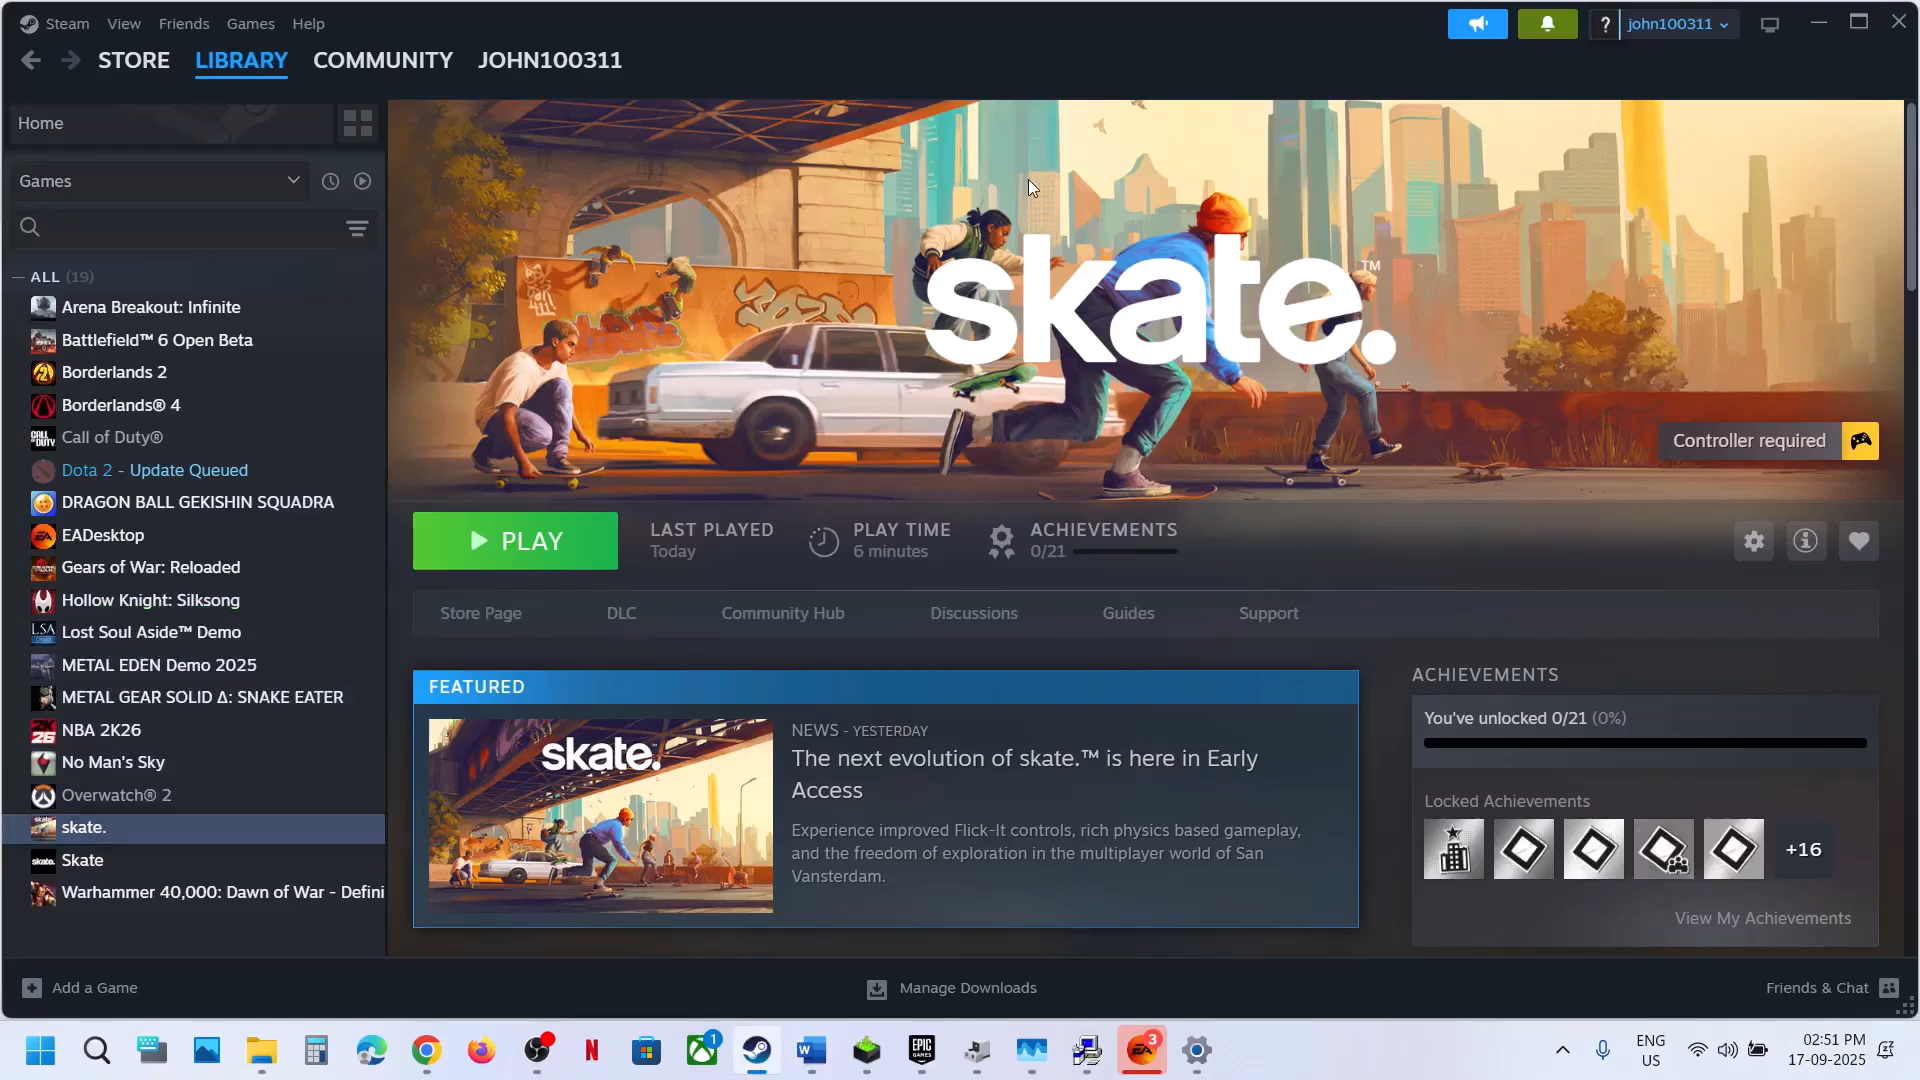 Steam View Friends Games Help
? john100311
STORE LIBRARY COMMUNITY JOHN100311
Home
Games
ALL (19)
Arena Breakout: Infinite
Battlefield™ 6 Open Beta
Borderlands 2
Borderlands® 4
Call of Duty®
Dota 2 - Update Queued
DRAGON BALL GEKISHIN SQUADRA
EADesktop
Gears of War: Reloaded
Hollow Knight: Silksong
Lost Soul Aside™ Demo
METAL EDEN Demo 2025
METAL GEAR SOLID Δ: SNAKE EATER
NBA 2K26
No Man's Sky
Overwatch® 2
skate.
Skate
Warhammer 40,000: Dawn of War - Defini
skate.™
Controller required
PLAY
LAST PLAYED
Today
PLAY TIME
6 minutes
ACHIEVEMENTS
0/21
Store Page DLC Community Hub Discussions Guides Support
FEATURED
skate.
NEWS - YESTERDAY
The next evolution of skate.™ is here in Early
Access
Experience improved Flick-It controls, rich physics based gameplay,
and the freedom of exploration in the multiplayer world of San
Vansterdam.
ACHIEVEMENTS
You've unlocked 0/21 (0%)
Locked Achievements
+16
View My Achievements
Add a Game
Manage Downloads
Friends & Chat
1
3
ENG
US
02:51 PM
17-09-2025